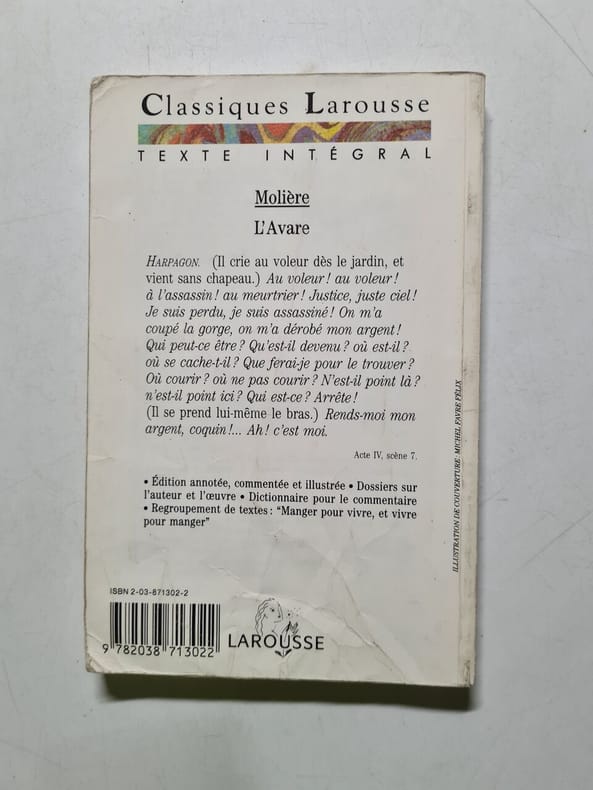 Classiques Larousse
TEXTE INTÉGRAL
Molière
L'Avare
HARPAGON. (Il crie au voleur dès le jardin, et
vient sans chapeau.) Au voleur! au voleur!
à l'assassin! au meurtrier! Justice, juste ciel!
Je suis perdu, je suis assassiné! On m'a
coupé la gorge, on m'a dérobé mon argent!
Qui peut-ce être? Qu'est-il devenu? où est-il?
où se cache-t-il? Que ferai-je pour le trouver?
Où courir? où ne pas courir? N'est-il point là?
n'est-il point ici? Qui est-ce? Arrête!
(Il se prend lui-même le bras.) Rends-moi mon
argent, coquin!... Ah! c'est moi.
Acte IV, scène 7.
• Édition annotée, commentée et illustrée • Dossiers sur
l'auteur et l'œuvre • Dictionnaire pour le commentaire
• Regroupement de textes: "Manger pour vivre, et vivre
pour manger"
ILLUSTRATION DE COUVERTURE: MICHEL FAVRE FÉLIX
ISBN 2-03-871302-2
9 782038 713022
LAROUSSE